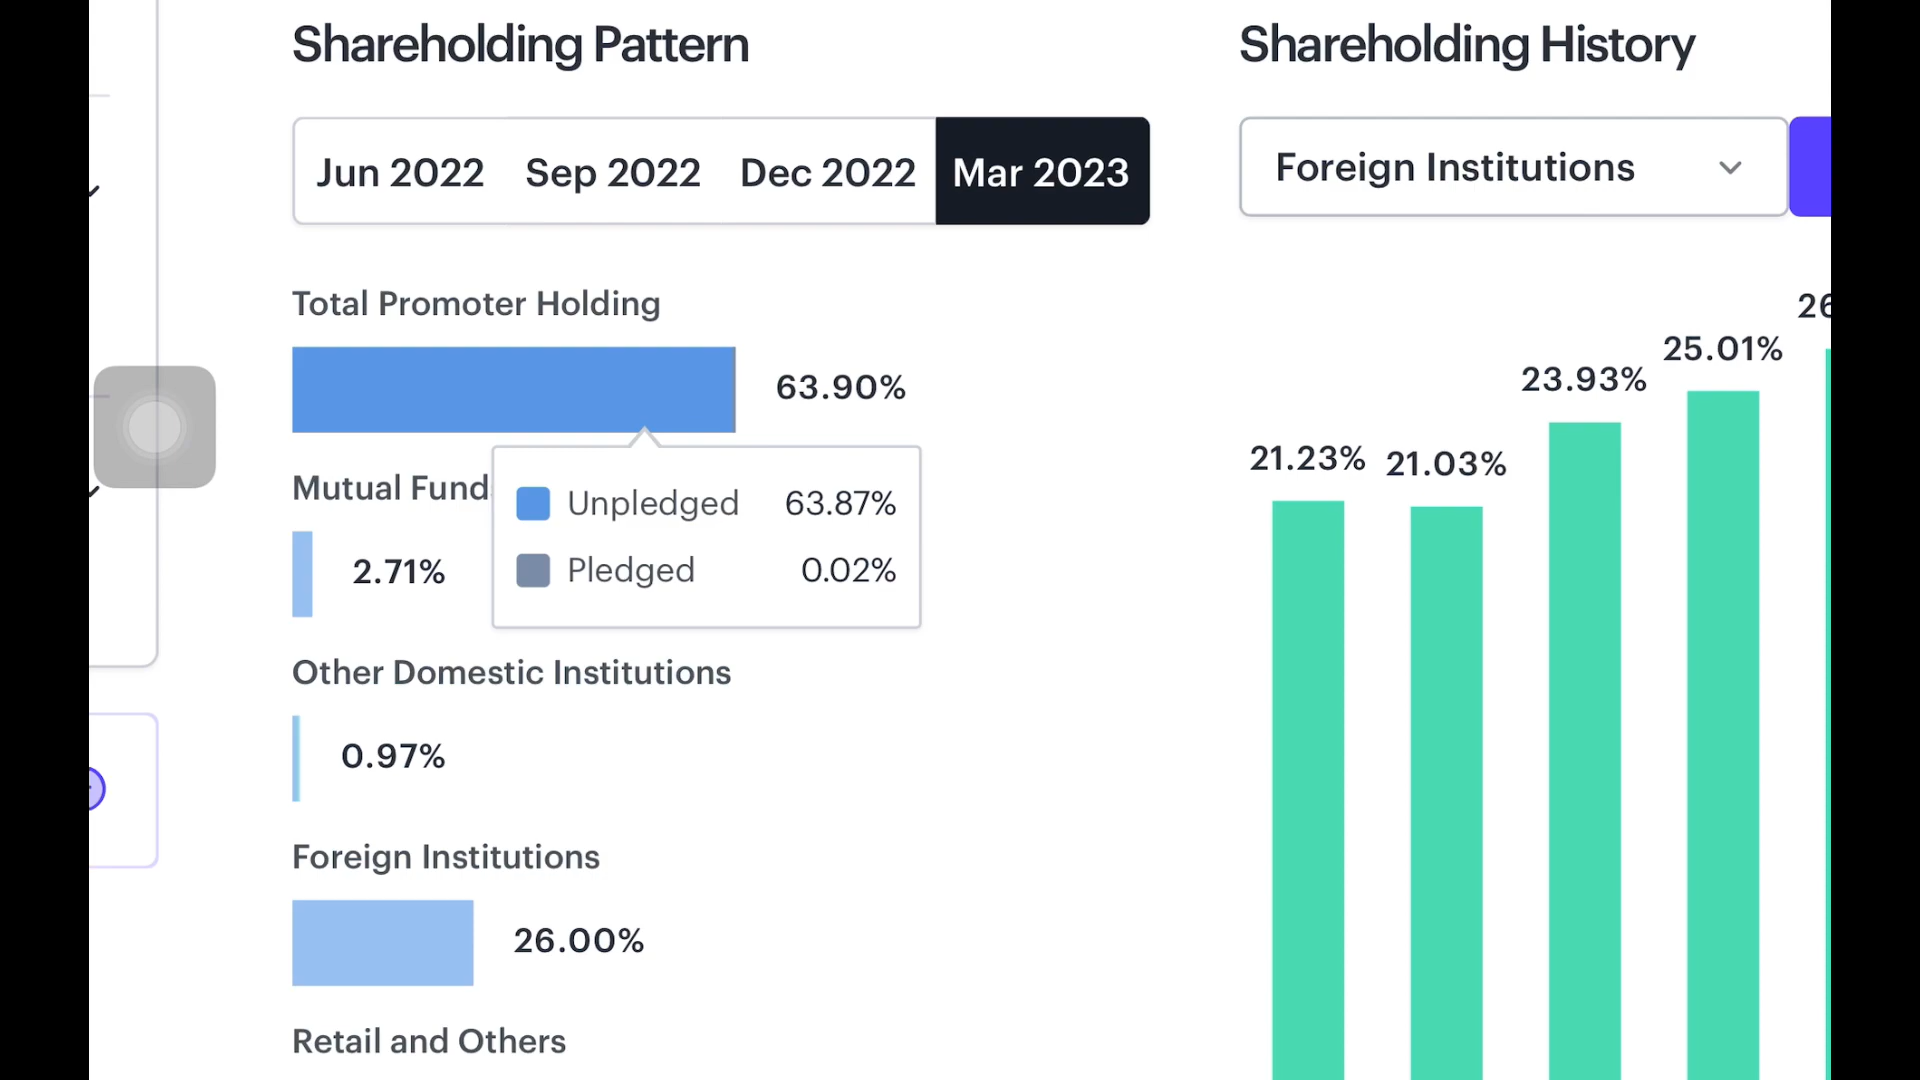 Shareholding Pattern
Jun 2022 Sep 2022 Dec 2022 Mar 2023
Total Promoter Holding
63.90%
Unpledged 63.87%
Pledged 0.02%
Mutual Fund
2.71%
Other Domestic Institutions
0.97%
Foreign Institutions
26.00%
Retail and Others
Shareholding History
Foreign Institutions
21.23%
21.03%
23.93%
25.01%
26